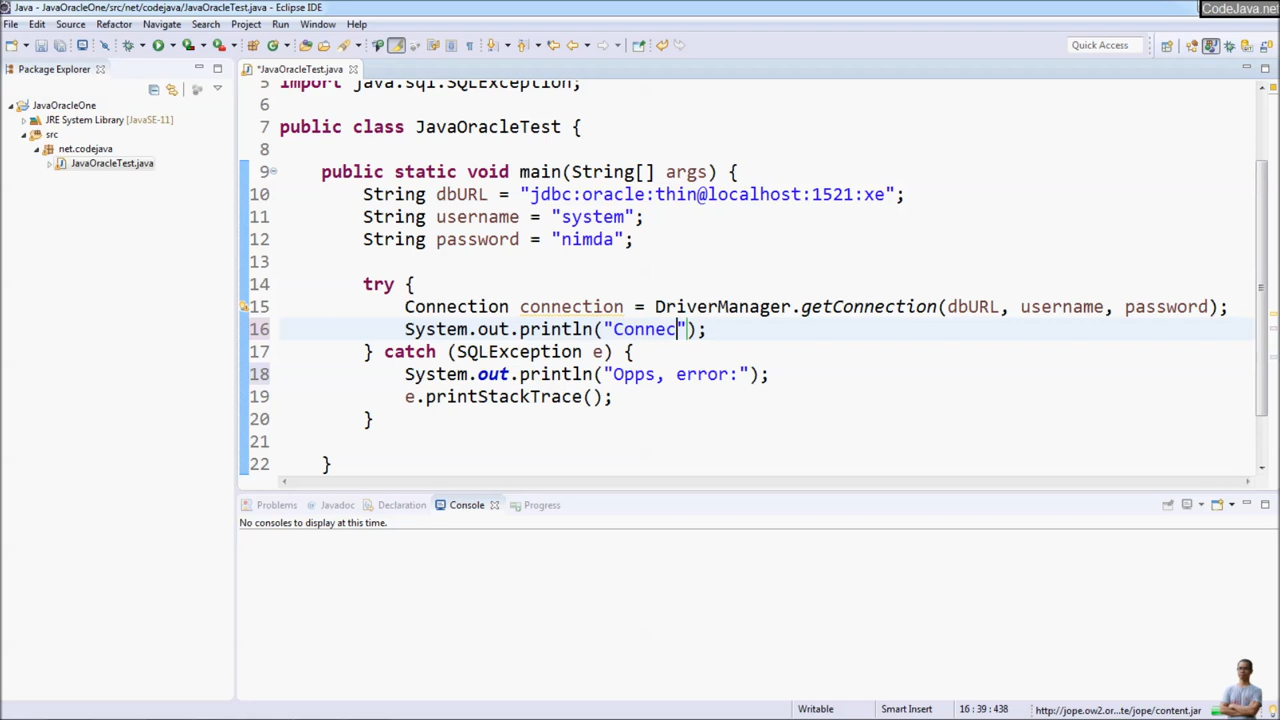 Java - JavaOracleOne/src/net/codejava/JavaOracleTest.java - Eclipse IDE
CodeJava.net
File Edit Source Refactor Navigate Search Project Run Window Help
Quick Access
Package Explorer
*JavaOracleTest.java
JavaOracleOne
JRE System Library [JavaSE-11]
src
net.codejava
JavaOracleTest.java
5 import java.sql.SQLException;
6
7 public class JavaOracleTest {
8
9 public static void main(String[] args) {
10 String dbURL = "jdbc:oracle:thin@localhost:1521:xe";
11 String username = "system";
12 String password = "nimda";
13
14 try {
15 Connection connection = DriverManager.getConnection(dbURL, username, password);
16 System.out.println("Connec");
17 } catch (SQLException e) {
18 System.out.println("Opps, error:");
19 e.printStackTrace();
20 }
21
22 }
Problems Javadoc Declaration Console Progress
No consoles to display at this time.
Writable Smart Insert 16 : 39 : 438 http://jope.ow2.or...te/jope/content.jar